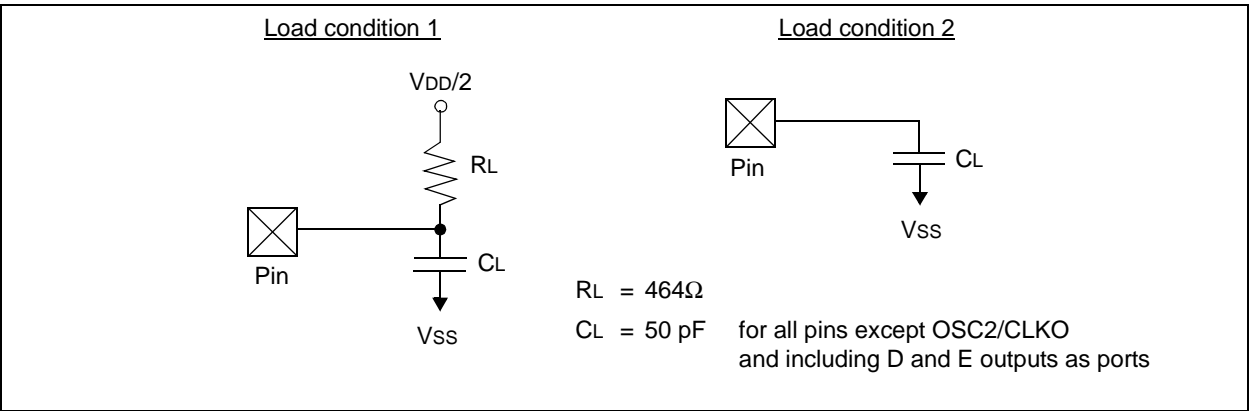 Load condition 1
VDD/2
RL
Pin
CL
VSS
Load condition 2
Pin
CL
VSS
RL = 464Ω
CL = 50 pF for all pins except OSC2/CLKO
and including D and E outputs as ports